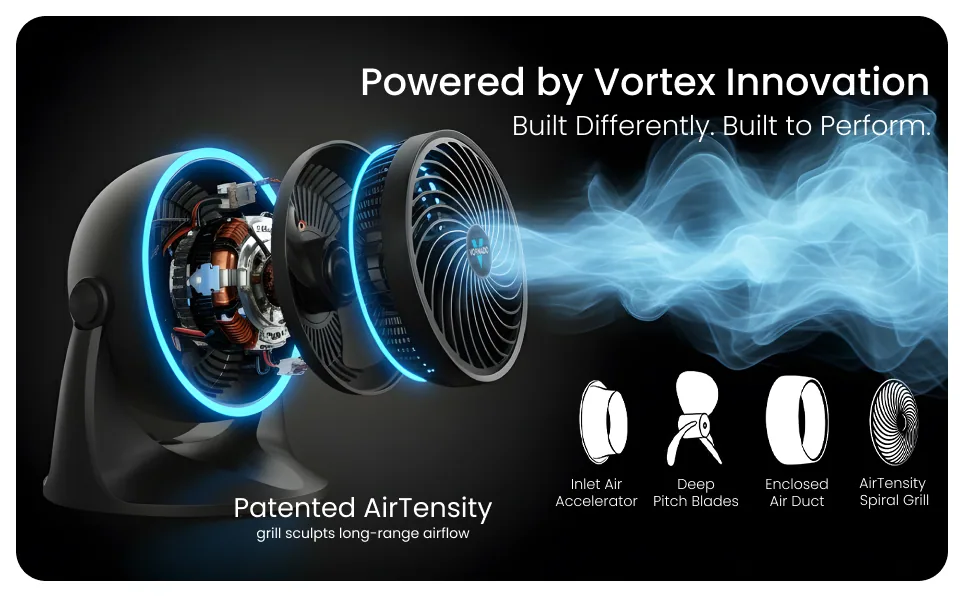 Powered by Vortex Innovation
Built Differently. Built to Perform.
VORNADO
Patented AirTensity
grill sculpts long-range airflow
Inlet Air
Accelerator
Deep
Pitch Blades
Enclosed
Air Duct
AirTensity
Spiral Grill